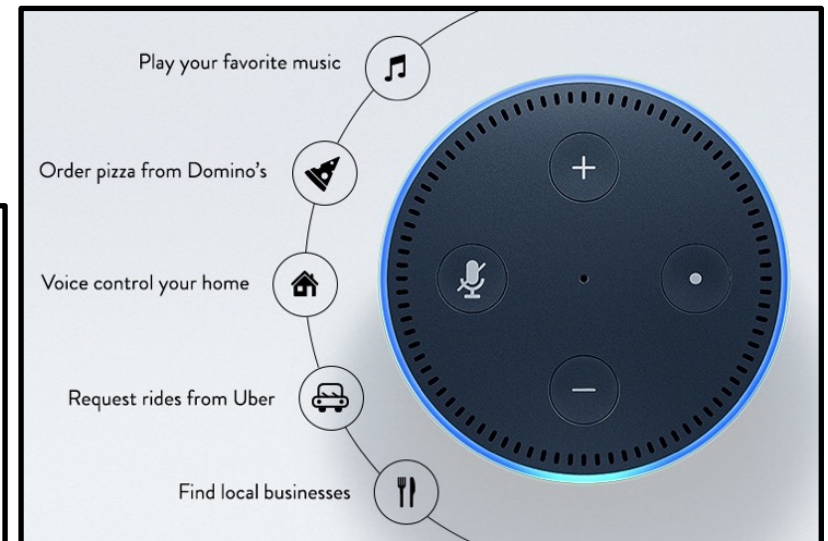 Play your favorite music
Order pizza from Domino's
Voice control your home
Request rides from Uber
Find local businesses